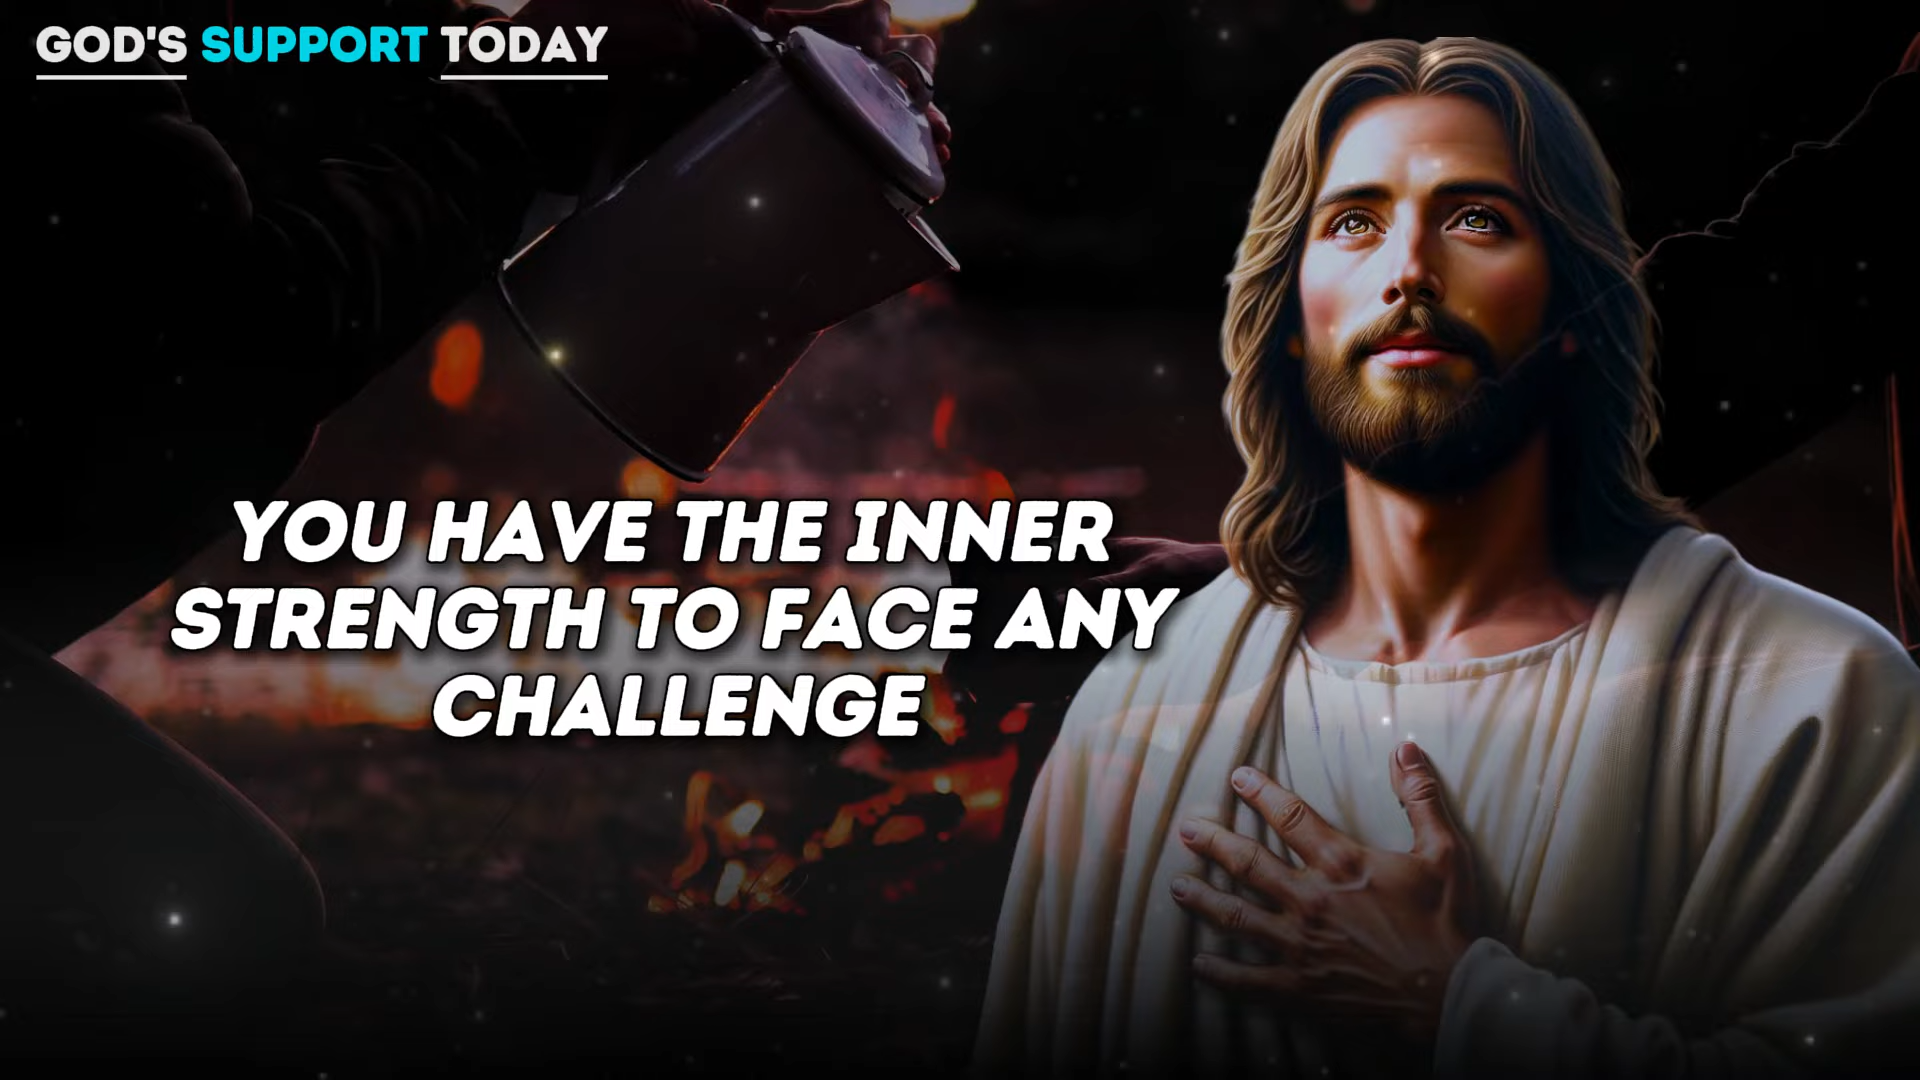 GOD'S SUPPORT TODAY
YOU HAVE THE INNER
STRENGTH TO FACE ANY
CHALLENGE